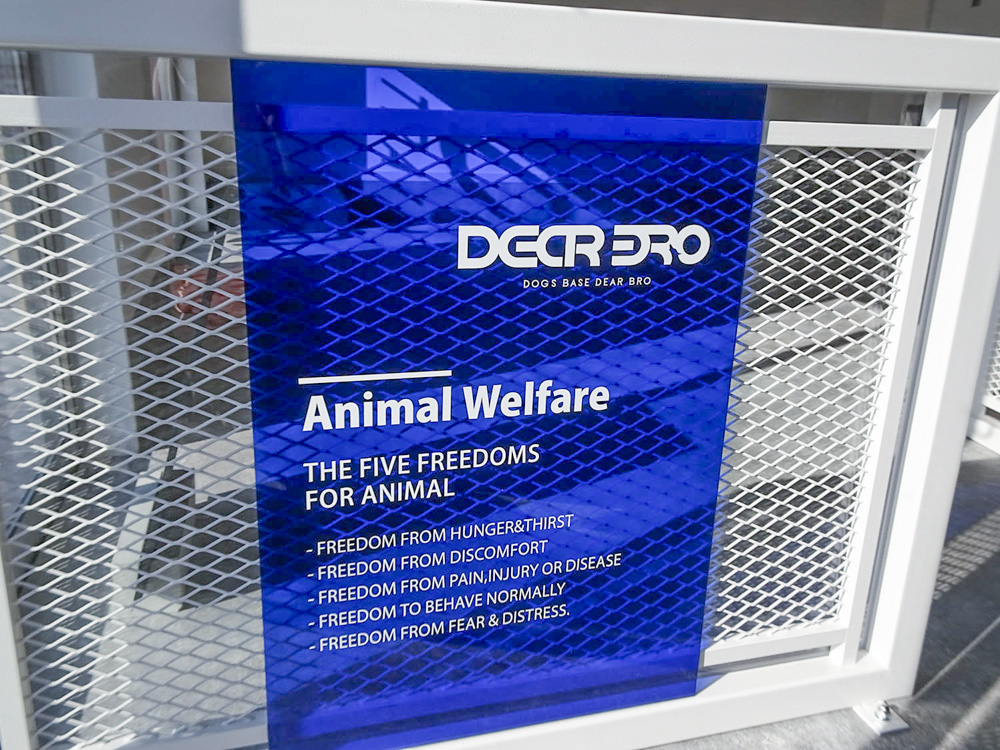 DEAR BRO
DOGS BASE DEAR BRO
Animal Welfare
THE FIVE FREEDOMS
FOR ANIMAL
- FREEDOM FROM HUNGER&THIRST
- FREEDOM FROM DISCOMFORT
- FREEDOM FROM PAIN,INJURY OR DISEASE
- FREEDOM TO BEHAVE NORMALLY
- FREEDOM FROM FEAR & DISTRESS.